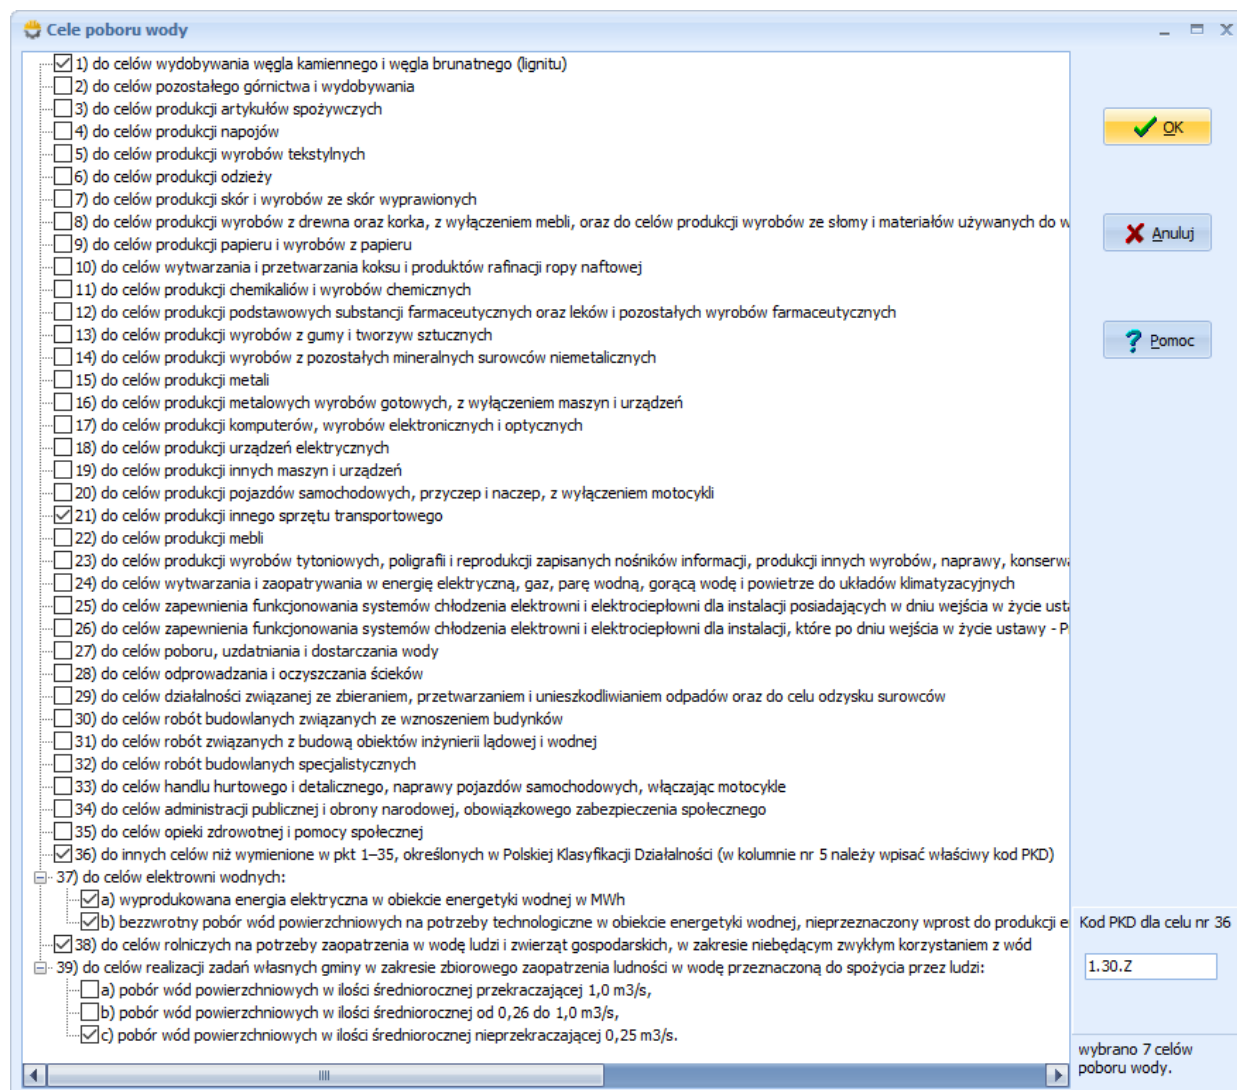 Cele poboru wody
1) do celów wydobywania węgla kamiennego i węgla brunatnego (lignitu)
2) do celów pozostałego górnictwa i wydobywania
3) do celów produkcji artykułów spożywczych
4) do celów produkcji napojów
5) do celów produkcji wyrobów tekstylnych
6) do celów produkcji odzieży
7) do celów produkcji skór i wyrobów ze skór wyprawionych
8) do celów produkcji wyrobów z drewna oraz korka, z wyłączeniem mebli, oraz do celów produkcji wyrobów ze słomy i materiałów używanych do w
9) do celów produkcji papieru i wyrobów z papieru
10) do celów wytwarzania i przetwarzania koksu i produktów rafinacji ropy naftowej
11) do celów produkcji chemikaliów i wyrobów chemicznych
12) do celów produkcji podstawowych substancji farmaceutycznych oraz leków i pozostałych wyrobów farmaceutycznych
13) do celów produkcji wyrobów z gumy i tworzyw sztucznych
14) do celów produkcji wyrobów z pozostałych mineralnych surowców niemetalicznych
15) do celów produkcji metali
16) do celów produkcji metalowych wyrobów gotowych, z wyłączeniem maszyn i urządzeń
17) do celów produkcji komputerów, wyrobów elektronicznych i optycznych
18) do celów produkcji urządzeń elektrycznych
19) do celów produkcji innych maszyn i urządzeń
20) do celów produkcji pojazdów samochodowych, przyczep i naczep, z wyłączeniem motocykli
21) do celów produkcji innego sprzętu transportowego
22) do celów produkcji mebli
23) do celów produkcji wyrobów tytoniowych, poligrafii i reprodukcji zapisanych nośników informacji, produkcji innych wyrobów, naprawy, konserwa
24) do celów wytwarzania i zaopatrywania w energię elektryczną, gaz, parę wodną, gorącą wodę i powietrze do układów klimatyzacyjnych
25) do celów zapewnienia funkcjonowania systemów chłodzenia elektrowni i elektrociepłowni dla instalacji posiadających w dniu wejścia w życie usta
26) do celów zapewnienia funkcjonowania systemów chłodzenia elektrowni i elektrociepłowni dla instalacji, które po dniu wejścia w życie ustawy - P
27) do celów poboru, uzdatniania i dostarczania wody
28) do celów odprowadzania i oczyszczania ścieków
29) do celów działalności związanej ze zbieraniem, przetwarzaniem i unieszkodliwianiem odpadów oraz do celu odzysku surowców
30) do celów robót budowlanych związanych ze wznoszeniem budynków
31) do celów robót związanych z budową obiektów inżynierii lądowej i wodnej
32) do celów robót budowlanych specjalistycznych
33) do celów handlu hurtowego i detalicznego, naprawy pojazdów samochodowych, włączając motocykle
34) do celów administracji publicznej i obrony narodowej, obowiązkowego zabezpieczenia społecznego
35) do celów opieki zdrowotnej i pomocy społecznej
36) do innych celów niż wymienione w pkt 1–35, określonych w Polskiej Klasyfikacji Działalności (w kolumnie nr 5 należy wpisać właściwy kod PKD)
37) do celów elektrowni wodnych:
a) wyprodukowana energia elektryczna w obiekcie energetyki wodnej w MWh
b) bezzwrotny pobór wód powierzchniowych na potrzeby technologiczne w obiekcie energetyki wodnej, nieprzeznaczony wprost do produkcji e
38) do celów rolniczych na potrzeby zaopatrzenia w wodę ludzi i zwierząt gospodarskich, w zakresie niebędącym zwykłym korzystaniem z wód
39) do celów realizacji zadań własnych gminy w zakresie zbiorowego zaopatrzenia ludności w wodę przeznaczoną do spożycia przez ludzi:
a) pobór wód powierzchniowych w ilości średniorocznej przekraczającej 1,0 m3/s,
b) pobór wód powierzchniowych w ilości średniorocznej od 0,26 do 1,0 m3/s,
c) pobór wód powierzchniowych w ilości średniorocznej nieprzekraczającej 0,25 m3/s.
OK
Anuluj
Pomoc
Kod PKD dla celu nr 36
1.30.Z
wybrano 7 celów
poboru wody.